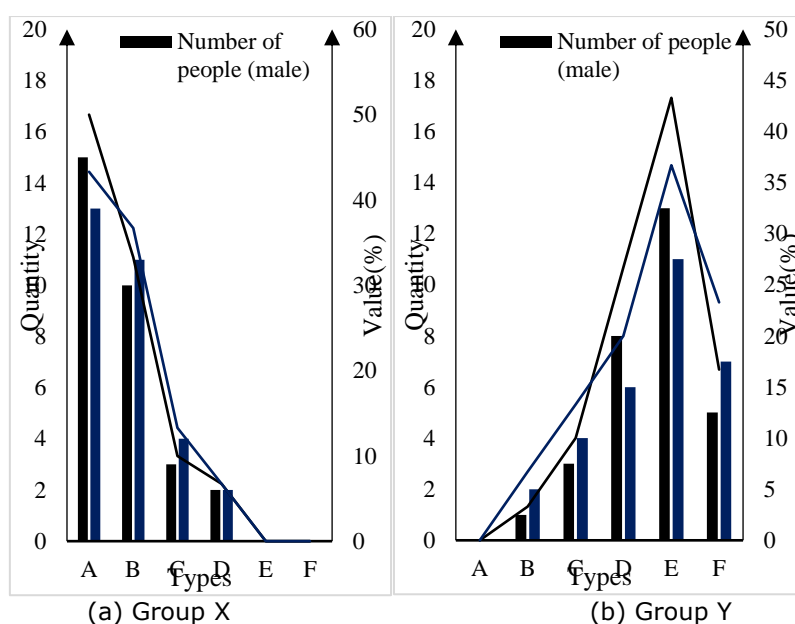 20
18
16
14
12
10
8
6
4
2
0
Quantity
Number of
people (male)
60
50
40
30
20
10
0
Value(%)
A B C D E F
Types
(a) Group X
20
18
16
14
12
10
8
6
4
2
0
Quantity
Number of people
(male)
50
45
40
35
30
25
20
15
10
5
0
Value(%)
A B C D E F
Types
(b) Group Y